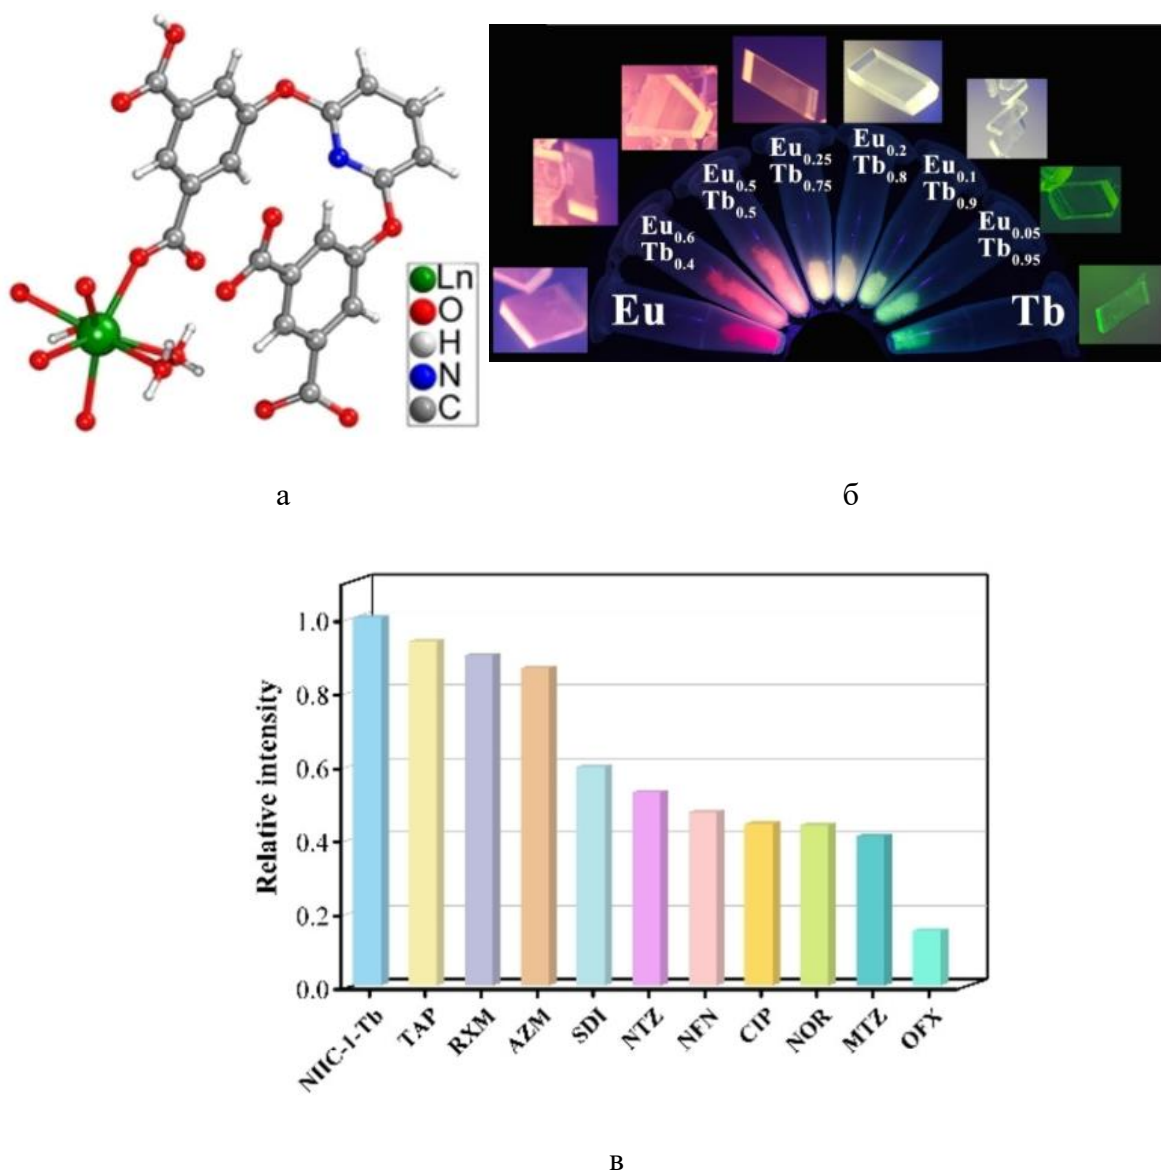 Ln
O
H
N
C
Eu
Eu0.6
Tb0.4
Eu0.5
Tb0.5
Eu0.25
Tb0.75
Eu0.2
Tb0.8
Eu0.1
Tb0.9
Eu0.05
Tb0.95
Tb
а
б
Relative intensity
1.0
0.8
0.6
0.4
0.2
0.0
NIIC-1-Tb
TAP
RXM
AZM
SDI
NTZ
NFN
CIP
NOR
MTZ
OFX
в